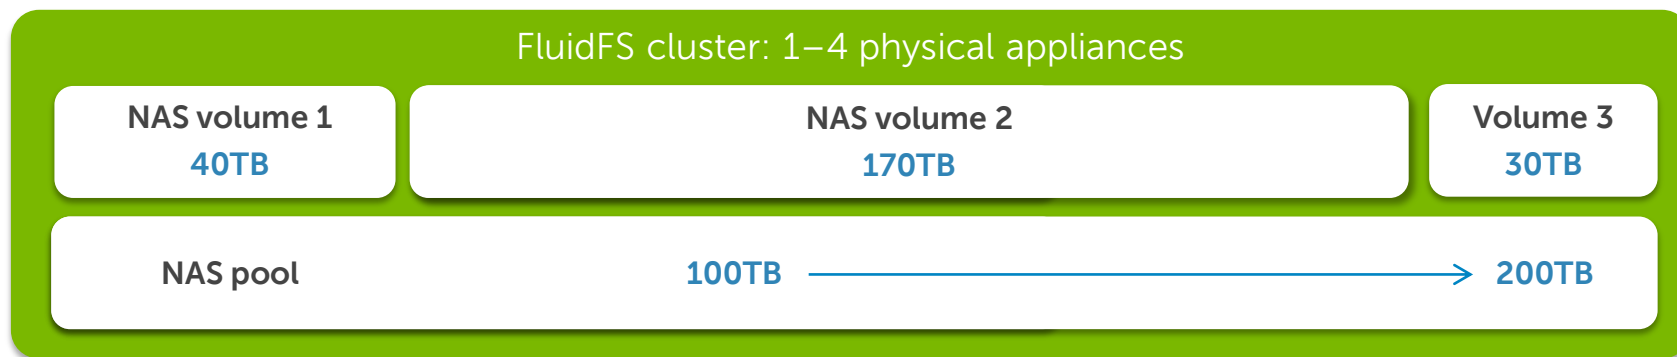 FluidFS cluster: 1–4 physical appliances
NAS volume 1
40TB
NAS volume 2
170TB
Volume 3
30TB
NAS pool
100TB
200TB